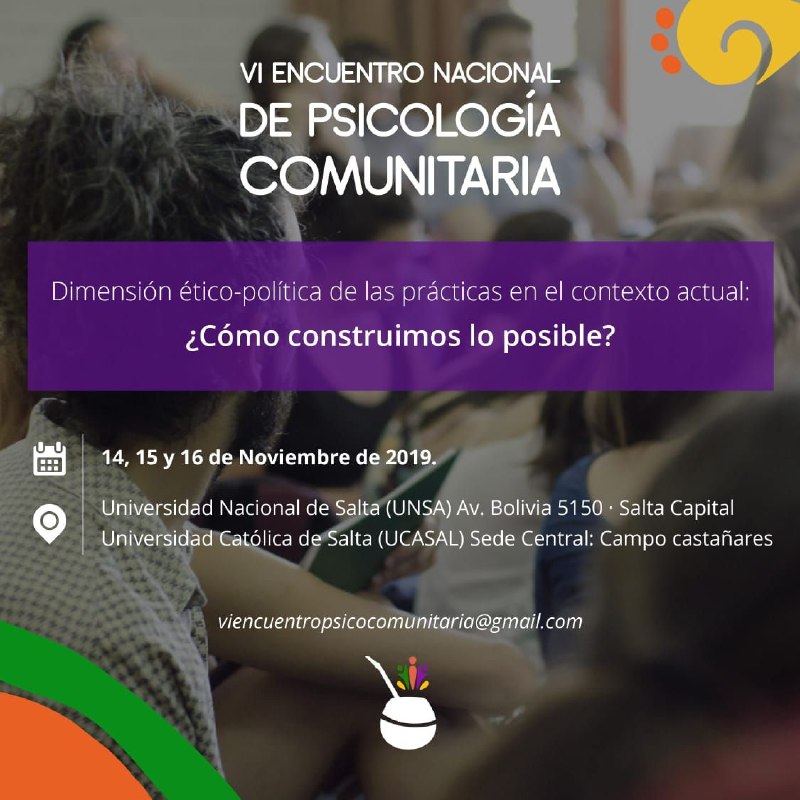 VI ENCUENTRO NACIONAL
DE PSICOLOGÍA
COMUNITARIA
Dimensión ético-política de las prácticas en el contexto actual:
¿Cómo construimos lo posible?
14, 15 y 16 de Noviembre de 2019.
Universidad Nacional de Salta (UNSA) Av. Bolivia 5150 · Salta Capital
Universidad Católica de Salta (UCASAL) Sede Central: Campo castañares
viencuentropsicocomunitaria@gmail.com